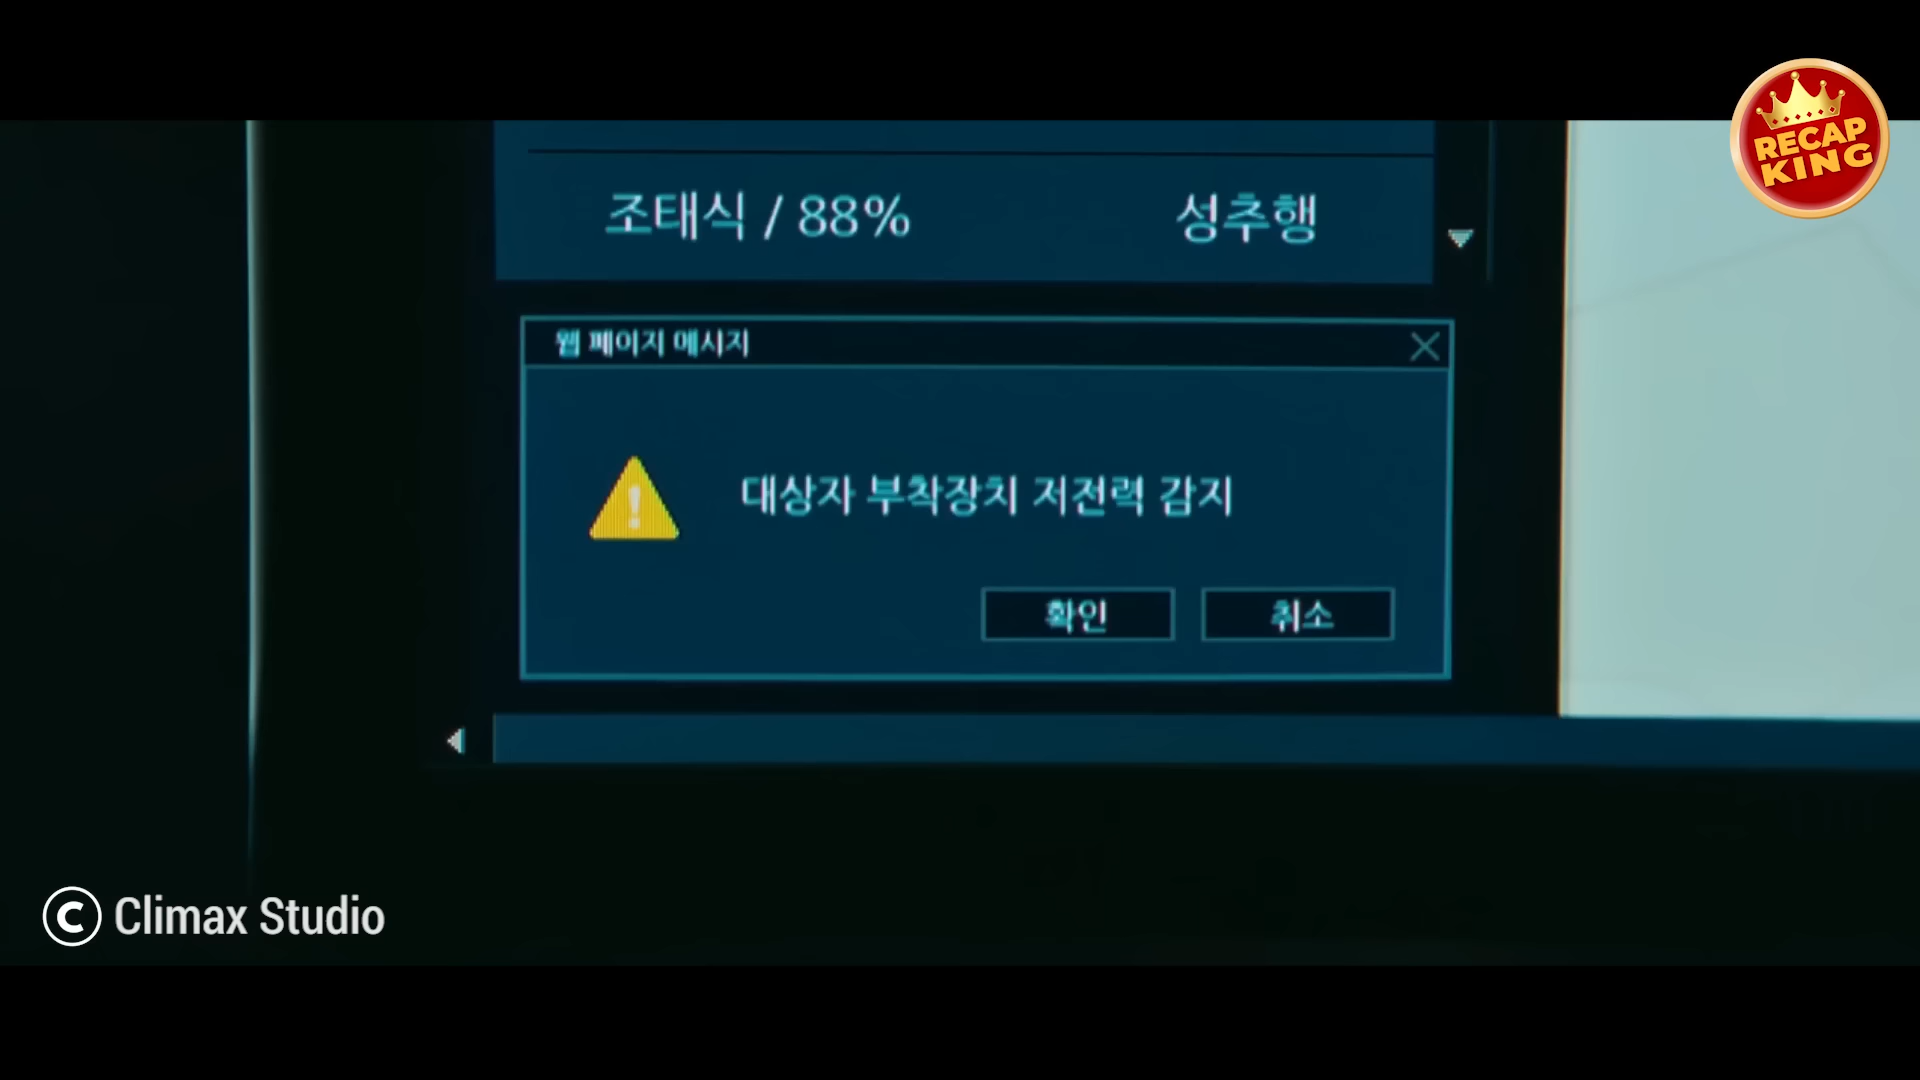 RECAP
KING
조태식 / 88% 성추행
웹 페이지 메시지
대상자 부착장치 저전력 감지
확인 취소
© Climax Studio